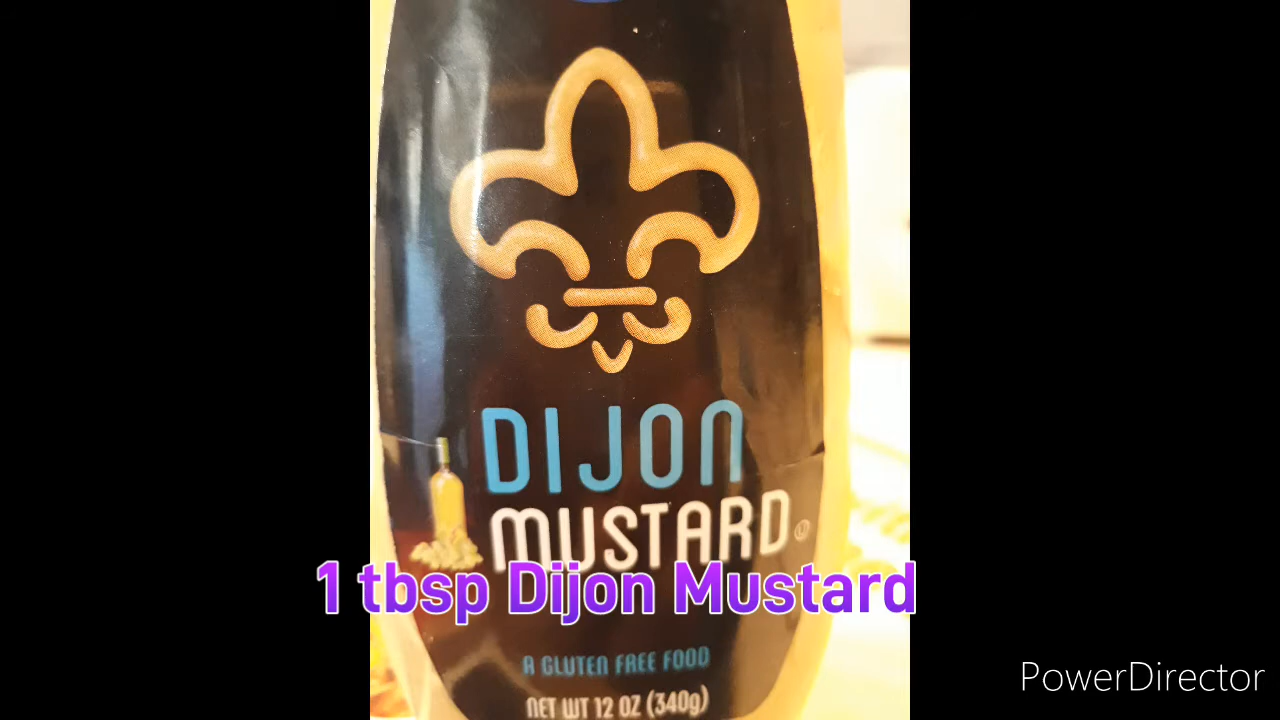 DIJON
MUSTARD
1 tbsp Dijon Mustard
A GLUTEN FREE FOOD
NET WT 12 OZ (340g)
PowerDirector